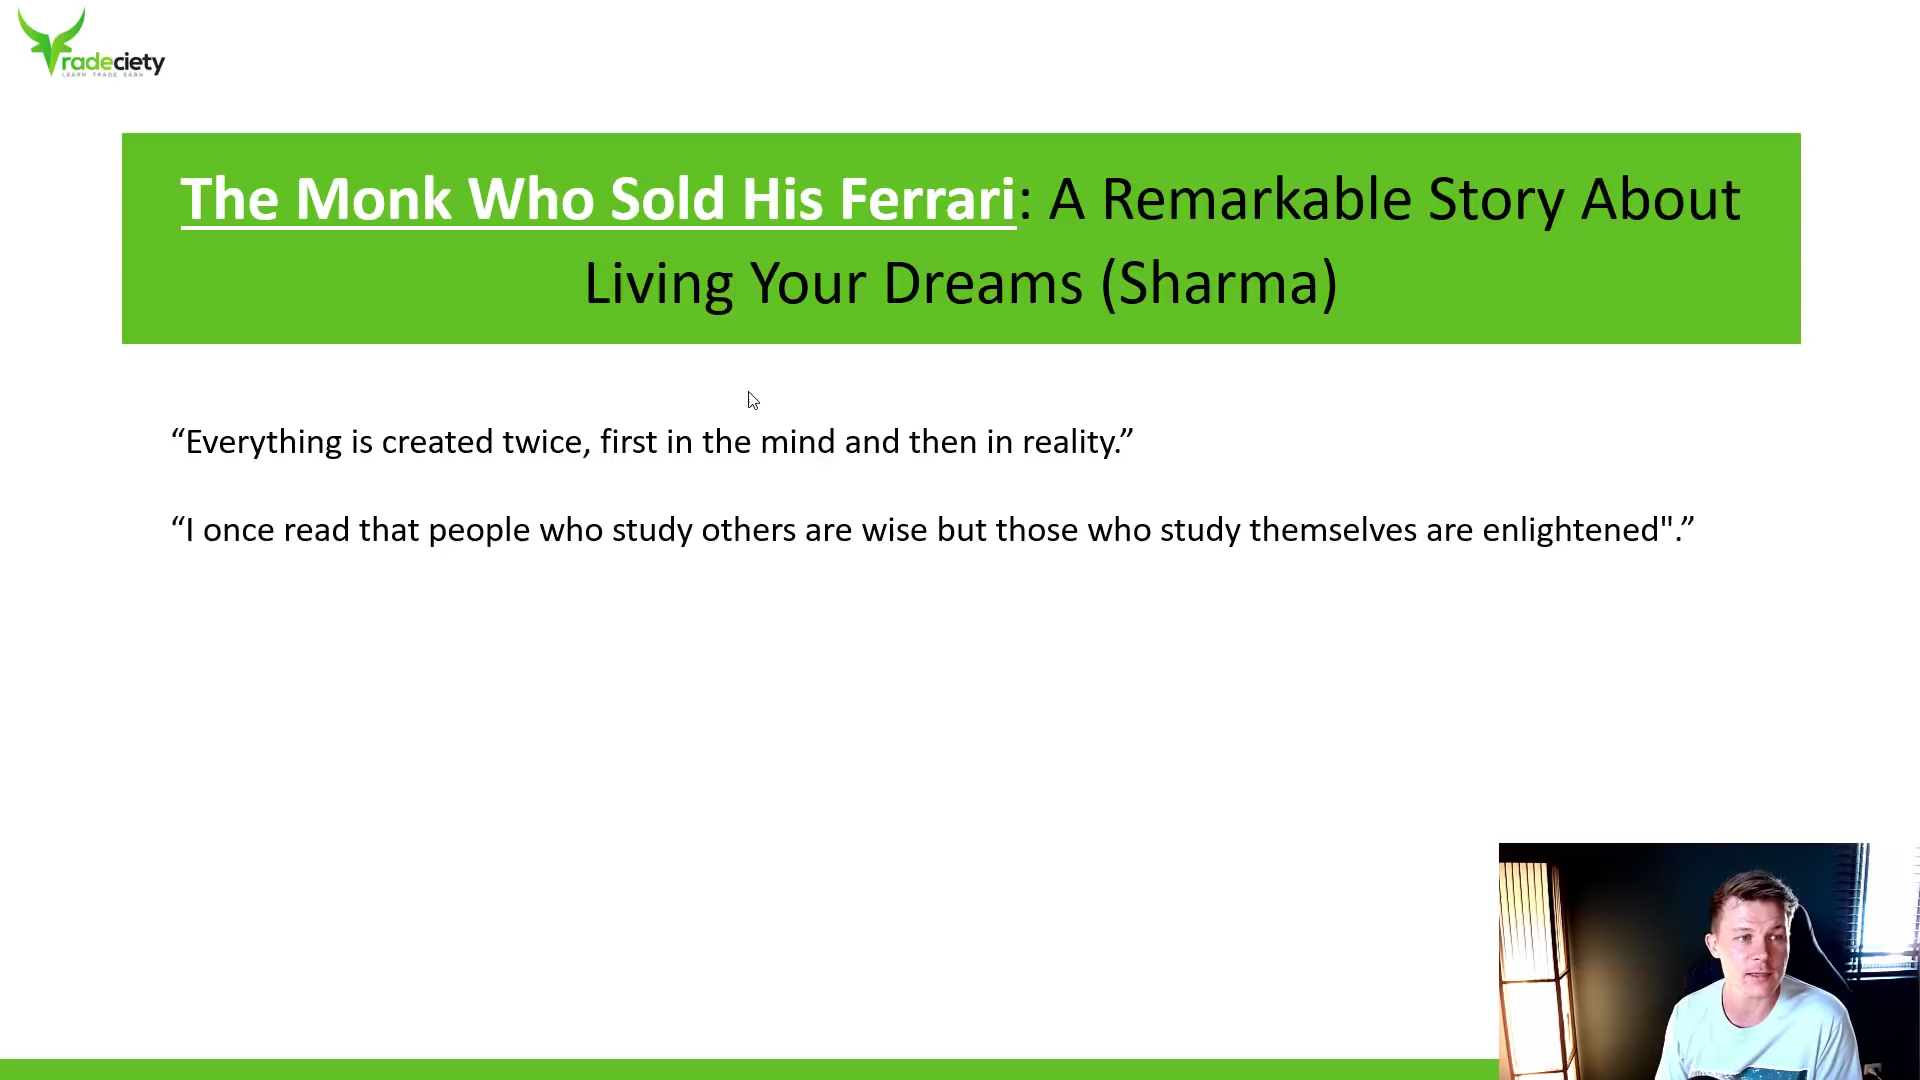 Tradeciety
LEARN TRADE EARN
The Monk Who Sold His Ferrari: A Remarkable Story About
Living Your Dreams (Sharma)
“Everything is created twice, first in the mind and then in reality.”
“I once read that people who study others are wise but those who study themselves are enlightened".”